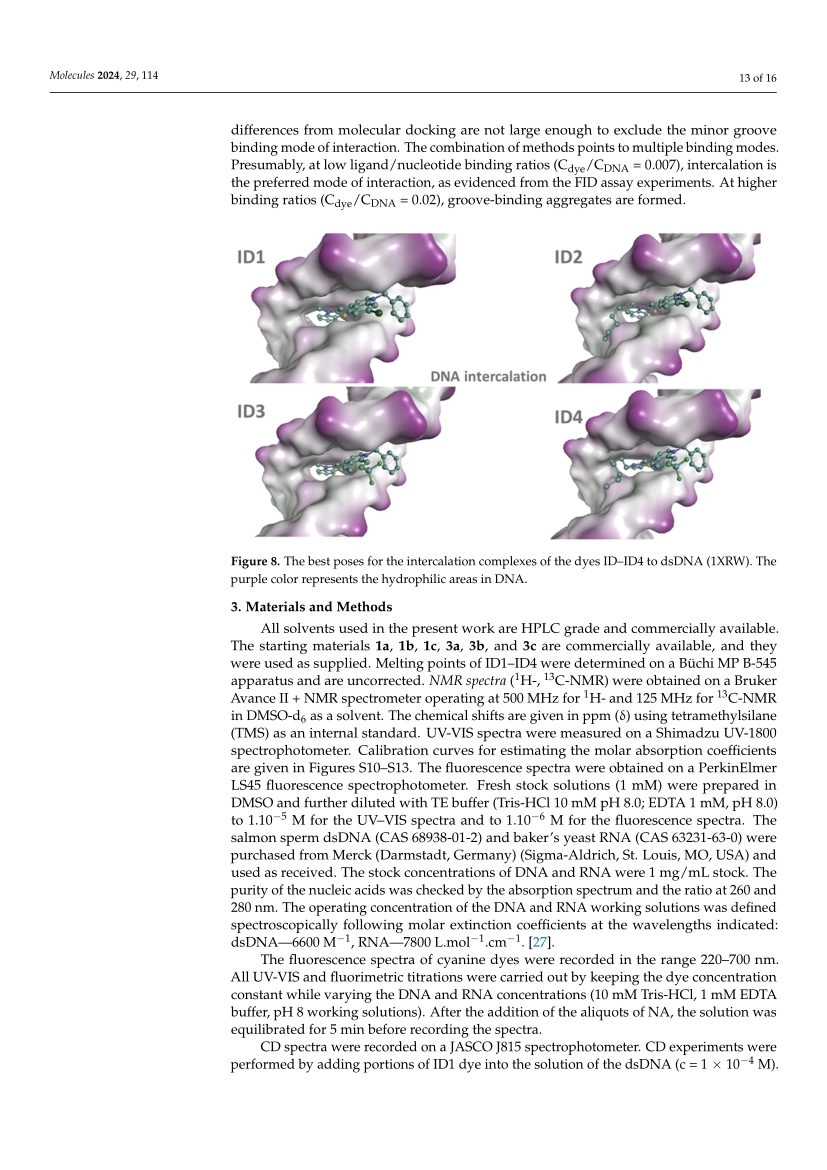 Molecules 2024, 29, 114
13 of 16
differences from molecular docking are not large enough to exclude the minor groove
binding mode of interaction. The combination of methods points to multiple binding modes.
Presumably, at low ligand/nucleotide binding ratios (Cdye/CDNA = 0.007), intercalation is
the preferred mode of interaction, as evidenced from the FID assay experiments. At higher
binding ratios (Cdye/CDNA = 0.02), groove-binding aggregates are formed.
ID1
ID2
DNA intercalation
ID3
ID4
Figure 8. The best poses for the intercalation complexes of the dyes ID–ID4 to dsDNA (1XRW). The
purple color represents the hydrophilic areas in DNA.
3. Materials and Methods
All solvents used in the present work are HPLC grade and commercially available.
The starting materials 1a, 1b, 1c, 3a, 3b, and 3c are commercially available, and they
were used as supplied. Melting points of ID1–ID4 were determined on a Büchi MP B-545
apparatus and are uncorrected. NMR spectra (¹H-, ¹³C-NMR) were obtained on a Bruker
Avance II + NMR spectrometer operating at 500 MHz for ¹H- and 125 MHz for ¹³C-NMR
in DMSO-d₆ as a solvent. The chemical shifts are given in ppm (δ) using tetramethylsilane
(TMS) as an internal standard. UV-VIS spectra were measured on a Shimadzu UV-1800
spectrophotometer. Calibration curves for estimating the molar absorption coefficients
are given in Figures S10–S13. The fluorescence spectra were obtained on a PerkinElmer
LS45 fluorescence spectrophotometer. Fresh stock solutions (1 mM) were prepared in
DMSO and further diluted with TE buffer (Tris-HCl 10 mM pH 8.0; EDTA 1 mM, pH 8.0)
to 1.10⁻⁵ M for the UV–VIS spectra and to 1.10⁻⁶ M for the fluorescence spectra. The
salmon sperm dsDNA (CAS 68938-01-2) and baker's yeast RNA (CAS 63231-63-0) were
purchased from Merck (Darmstadt, Germany) (Sigma-Aldrich, St. Louis, MO, USA) and
used as received. The stock concentrations of DNA and RNA were 1 mg/mL stock. The
purity of the nucleic acids was checked by the absorption spectrum and the ratio at 260 and
280 nm. The operating concentration of the DNA and RNA working solutions was defined
spectroscopically following molar extinction coefficients at the wavelengths indicated:
dsDNA—6600 M⁻¹, RNA—7800 L.mol⁻¹.cm⁻¹. [27].
The fluorescence spectra of cyanine dyes were recorded in the range 220–700 nm.
All UV-VIS and fluorimetric titrations were carried out by keeping the dye concentration
constant while varying the DNA and RNA concentrations (10 mM Tris-HCl, 1 mM EDTA
buffer, pH 8 working solutions). After the addition of the aliquots of NA, the solution was
equilibrated for 5 min before recording the spectra.
CD spectra were recorded on a JASCO J815 spectrophotometer. CD experiments were
performed by adding portions of ID1 dye into the solution of the dsDNA (c = 1 × 10⁻⁴ M).